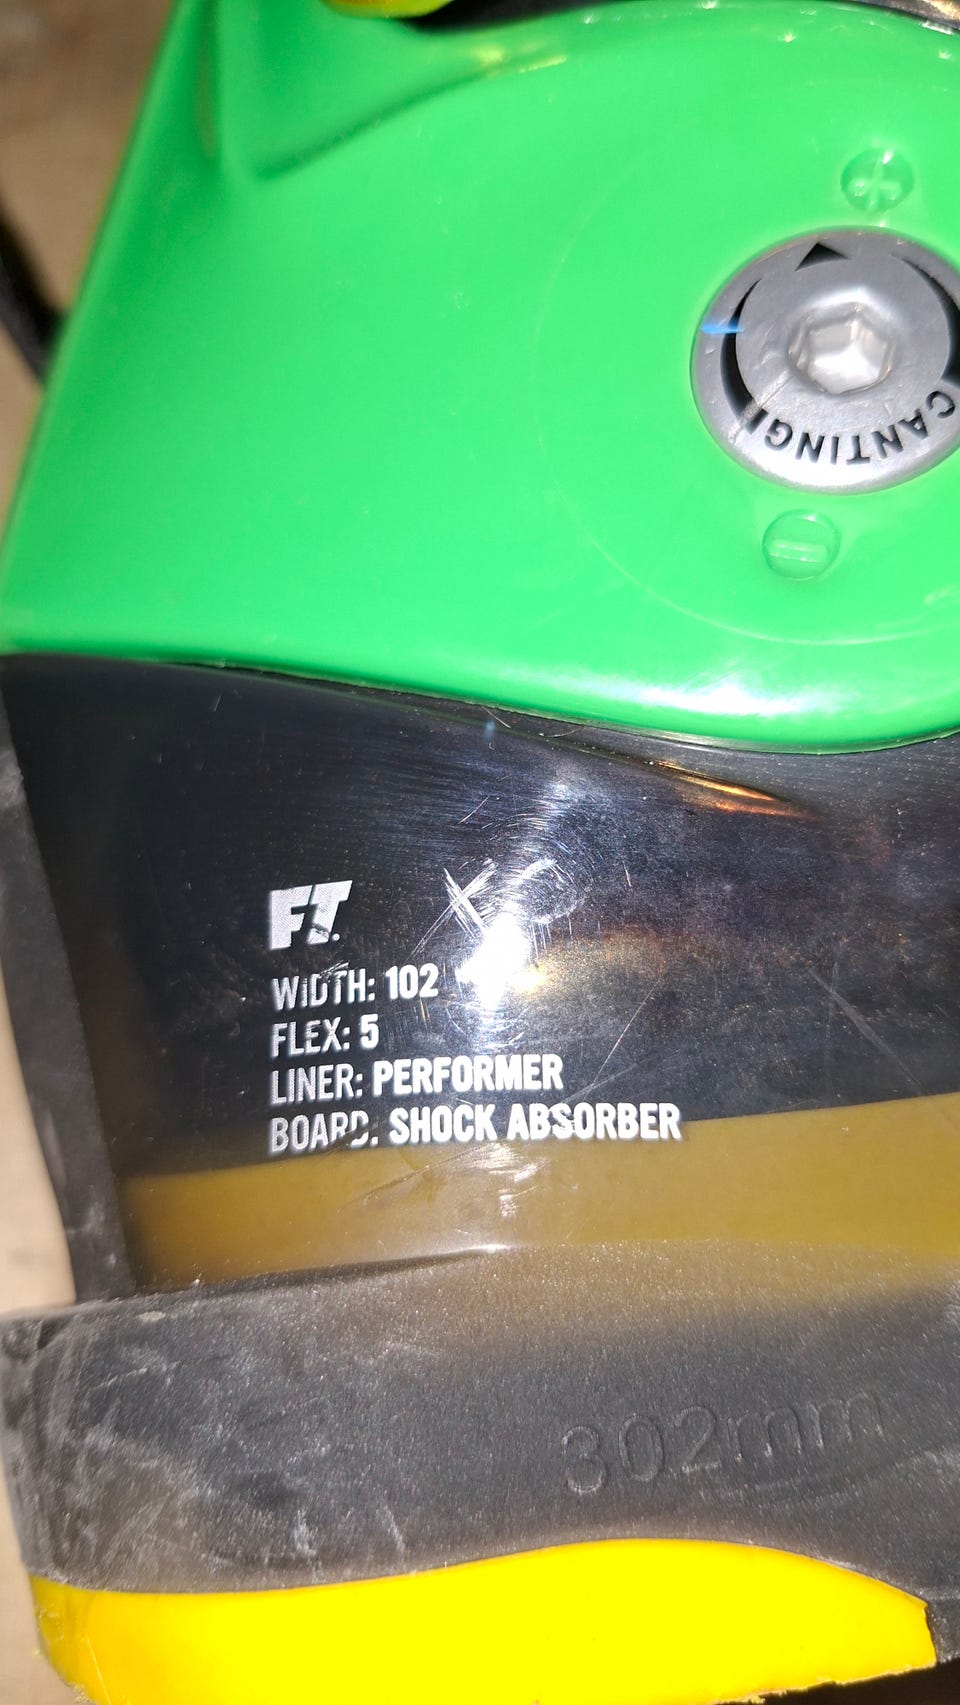 +
CANTING
-
FT.
WIDTH: 102
FLEX: 5
LINER: PERFORMER
BOARD: SHOCK ABSORBER
302mm